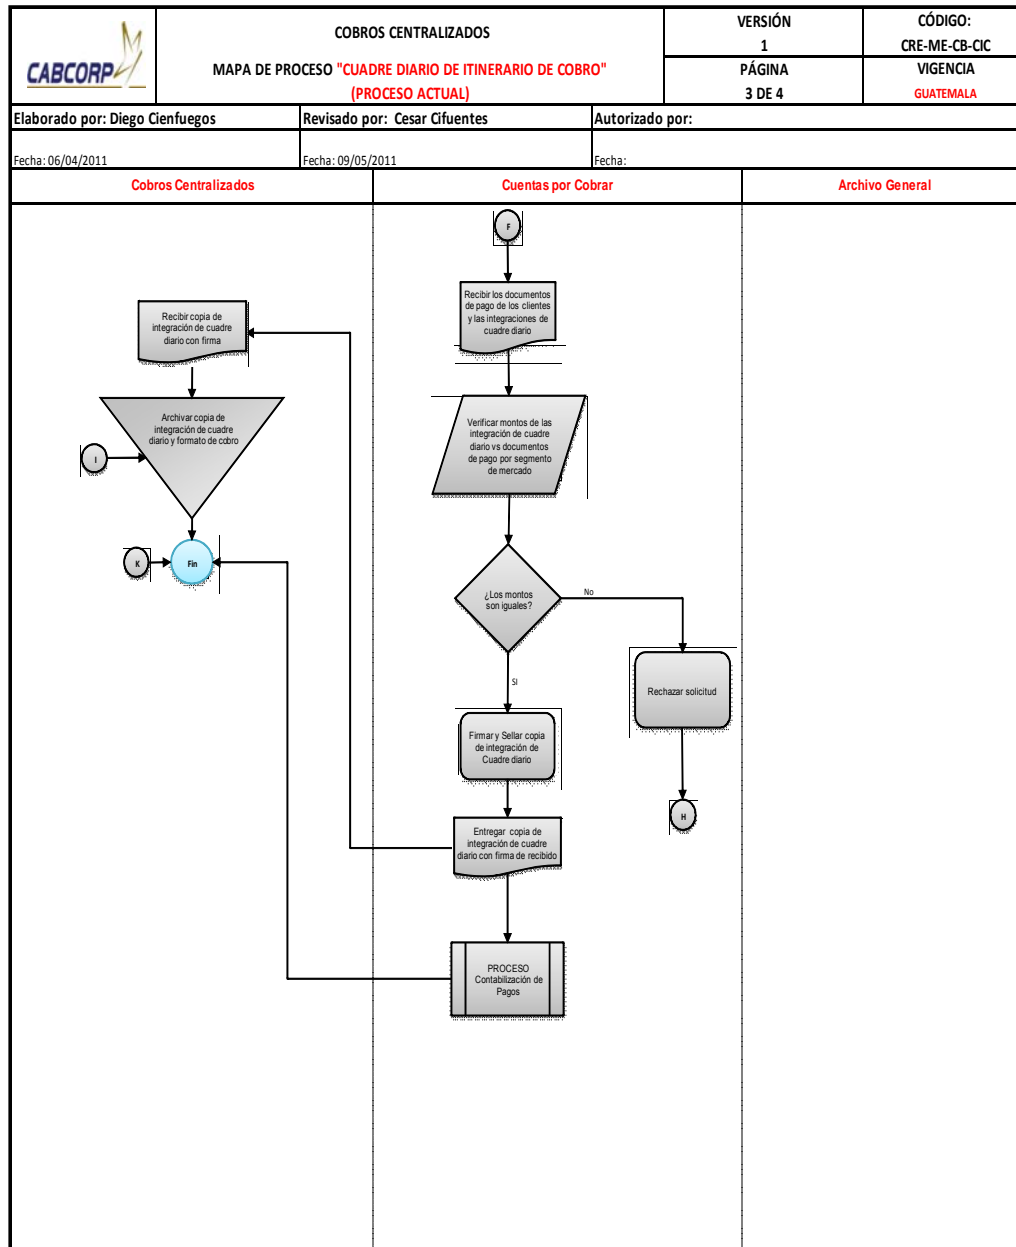 CABCORP
COBROS CENTRALIZADOS
MAPA DE PROCESO "CUADRE DIARIO DE ITINERARIO DE COBRO"
(PROCESO ACTUAL)
VERSIÓN
1
CÓDIGO:
CRE-ME-CB-CIC
PÁGINA
3 DE 4
VIGENCIA
GUATEMALA
Elaborado por: Diego Cienfuegos
Revisado por: Cesar Cifuentes
Autorizado por:
Fecha: 06/04/2011
Fecha: 09/05/2011
Fecha:
Cobros Centralizados
Cuentas por Cobrar
Archivo General
F
Recibir los documentos
de pago de los clientes
y las integraciones de
cuadre diario
Recibir copia de
integración de cuadre
diario con firma
Archivar copia de
integración de cuadre
diario y formato de cobro
I
Verificar montos de las
integración de cuadre
diario vs documentos
de pago por segmento
de mercado
K
Fin
¿Los montos
son iguales?
No
SI
Rechazar solicitud
Firmar y Sellar copia
de integración de
Cuadre diario
H
Entregar copia de
integración de cuadre
diario con firma de recibido
PROCESO
Contabilización de
Pagos